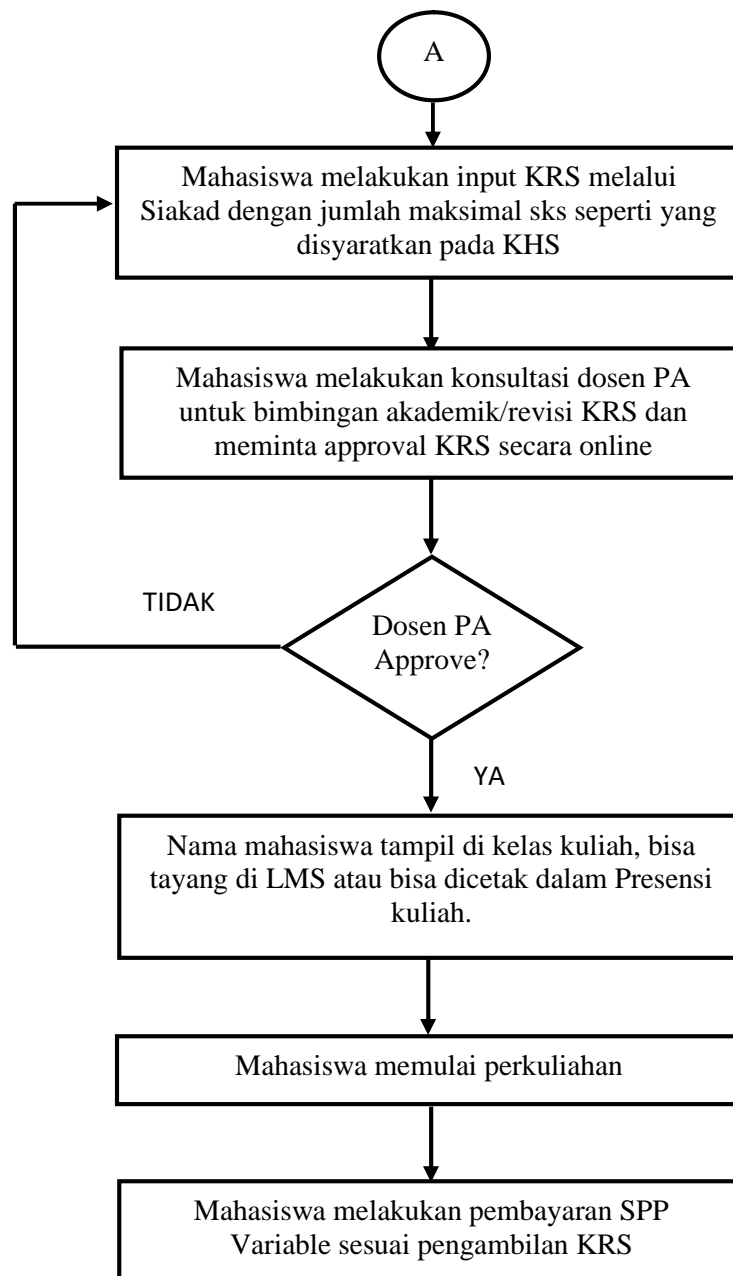 A
Mahasiswa melakukan input KRS melalui
Siakad dengan jumlah maksimal sks seperti yang
disyaratkan pada KHS
Mahasiswa melakukan konsultasi dosen PA
untuk bimbingan akademik/revisi KRS dan
meminta approval KRS secara online
TIDAK
Dosen PA
Approve?
YA
Nama mahasiswa tampil di kelas kuliah, bisa
tayang di LMS atau bisa dicetak dalam Presensi
kuliah.
Mahasiswa memulai perkuliahan
Mahasiswa melakukan pembayaran SPP
Variable sesuai pengambilan KRS